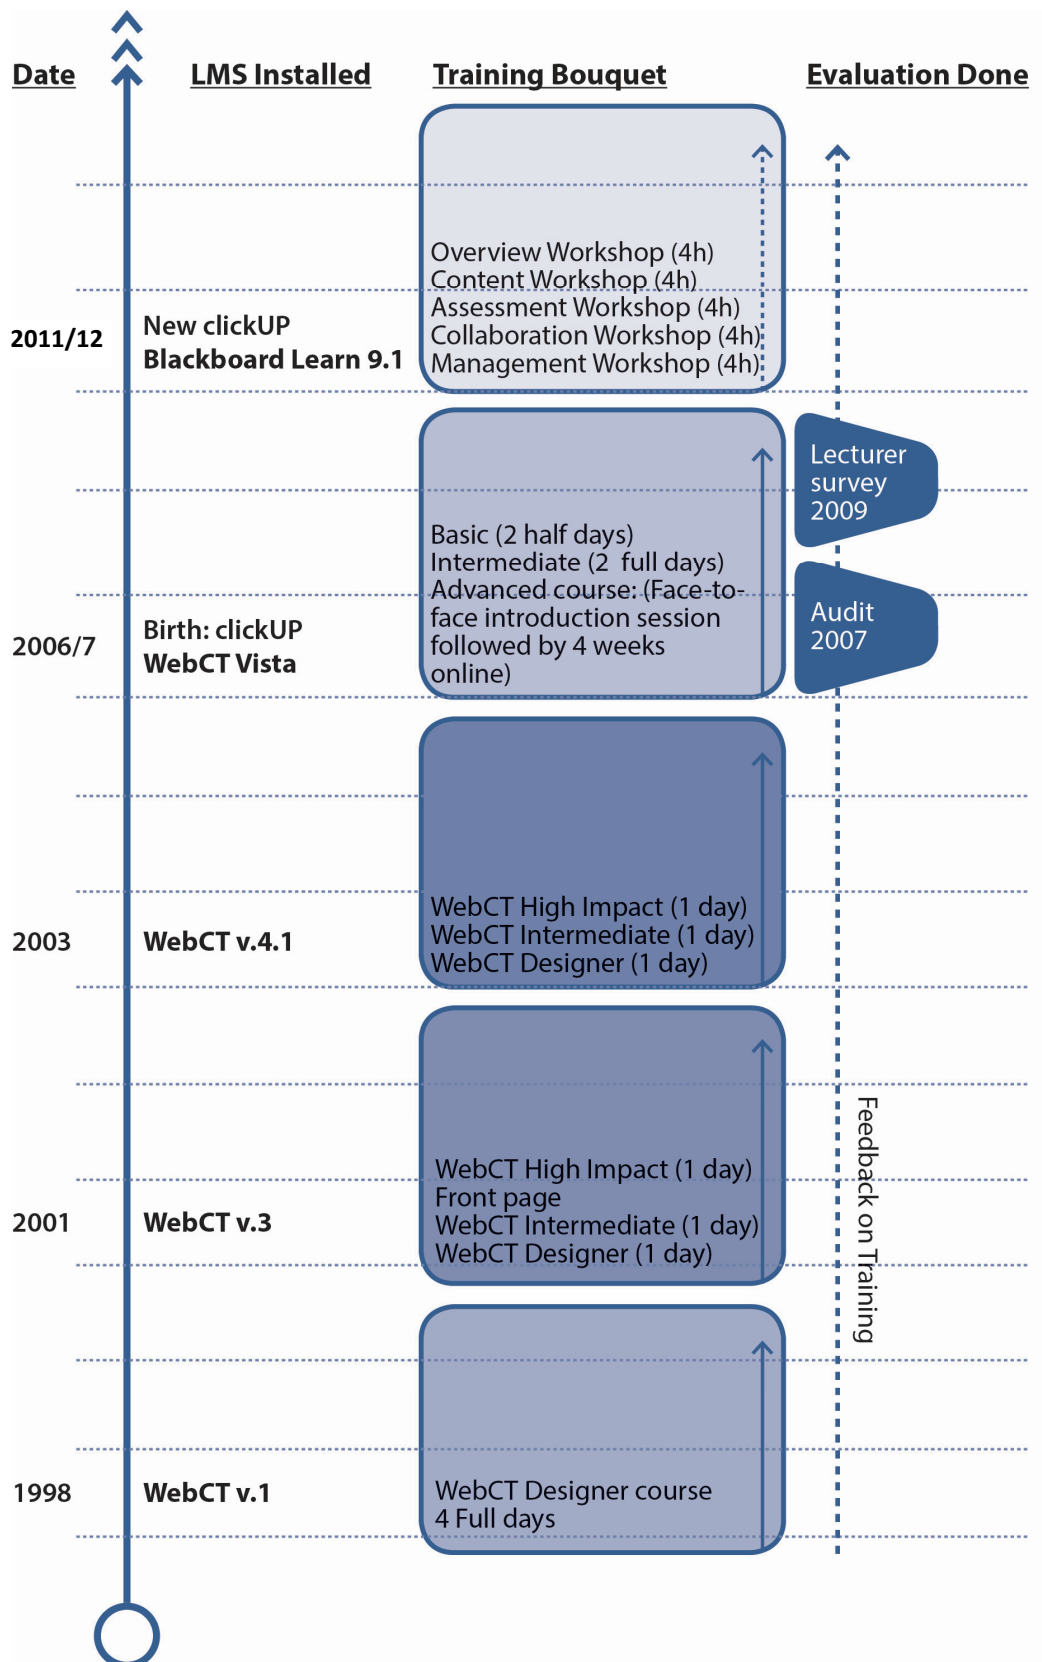 Date
LMS Installed
Training Bouquet
Evaluation Done
2011/12
New clickUP
Blackboard Learn 9.1
Overview Workshop (4h)
Content Workshop (4h)
Assessment Workshop (4h)
Collaboration Workshop (4h)
Management Workshop (4h)
Lecturer
survey
2009
2006/7
Birth: clickUP
WebCT Vista
Basic (2 half days)
Intermediate (2  full days)
Advanced course: (Face-to-
face introduction session
followed by 4 weeks
online)
Audit
2007
2003
WebCT v.4.1
WebCT High Impact (1 day)
WebCT Intermediate (1 day)
WebCT Designer (1 day)
2001
WebCT v.3
WebCT High Impact (1 day)
Front page
WebCT Intermediate (1 day)
WebCT Designer (1 day)
Feedback on Training
1998
WebCT v.1
WebCT Designer course
4 Full days